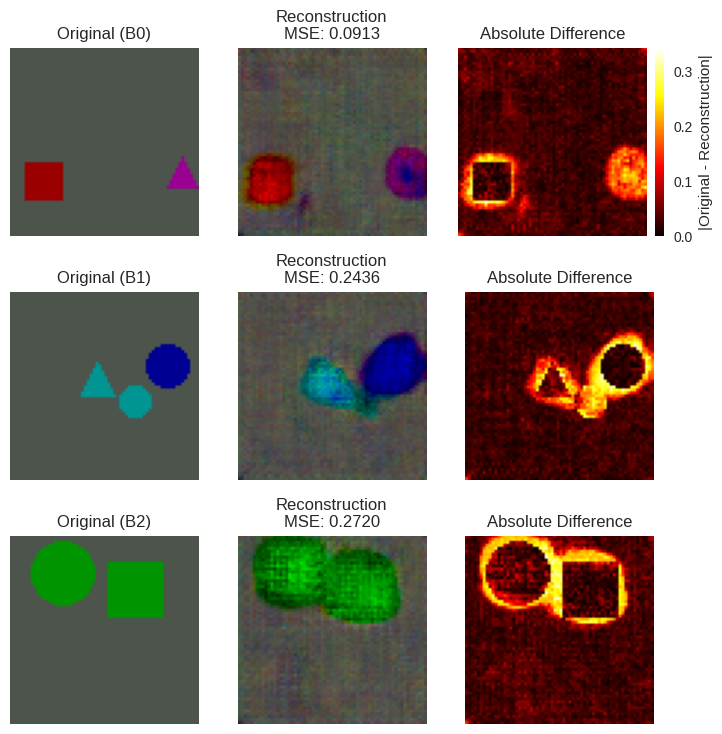 Original (B0)
Reconstruction
MSE: 0.0913
Absolute Difference
0.3
0.2
0.1
0.0
|Original - Reconstruction|
Original (B1)
Reconstruction
MSE: 0.2436
Absolute Difference
Original (B2)
Reconstruction
MSE: 0.2720
Absolute Difference